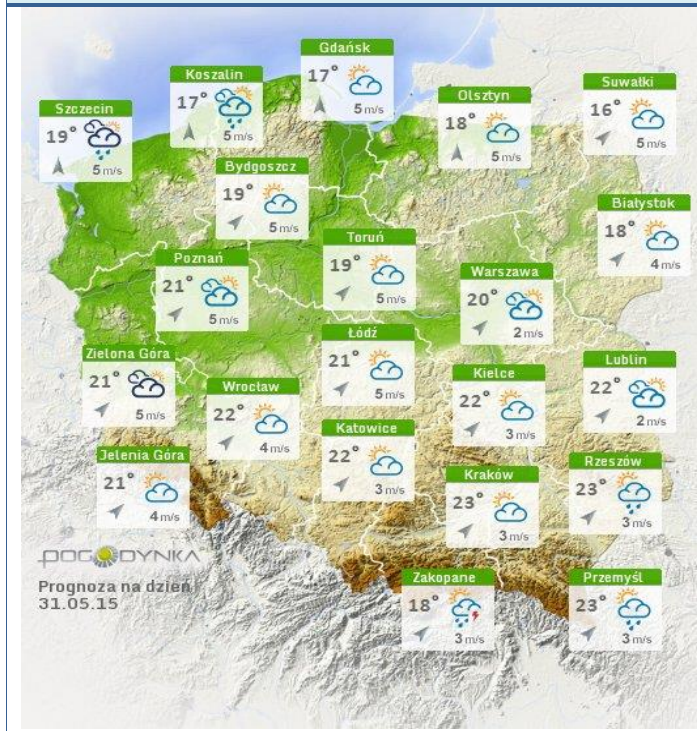 Gdańsk
17°
5 m/s
Koszalin
17°
5 m/s
Suwałki
16°
5 m/s
Olsztyn
18°
5 m/s
Szczecin
19°
5 m/s
Bydgoszcz
19°
5 m/s
Białystok
18°
4 m/s
Toruń
19°
5 m/s
Poznań
21°
5 m/s
Warszawa
20°
2 m/s
Łódź
21°
5 m/s
Zielona Góra
21°
5 m/s
Lublin
22°
2 m/s
Kielce
22°
3 m/s
Wrocław
22°
4 m/s
Katowice
22°
3 m/s
Jelenia Góra
21°
4 m/s
Rzeszów
23°
3 m/s
Kraków
23°
3 m/s
POGODYNKA
Prognoza na dzień
31.05.15
Zakopane
18°
3 m/s
Przemyśl
23°
3 m/s